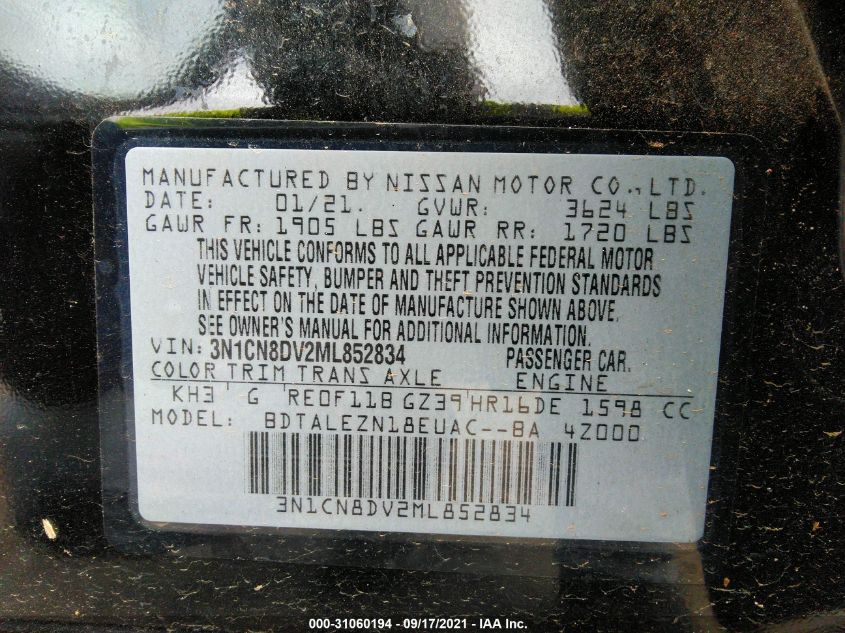 MANUFACTURED BY NISSAN MOTOR CO.,LTD.
DATE: 01/21. GVWR: 3624 LBS
GAWR FR: 1905 LBS GAWR RR: 1720 LBS
THIS VEHICLE CONFORMS TO ALL APPLICABLE FEDERAL MOTOR
VEHICLE SAFETY, BUMPER AND THEFT PREVENTION STANDARDS
IN EFFECT ON THE DATE OF MANUFACTURE SHOWN ABOVE.
SEE OWNER'S MANUAL FOR ADDITIONAL INFORMATION.
VIN: 3N1CN8DV2ML852834 PASSENGER CAR.
COLOR TRIM TRANS AXLE ENGINE
KH3 G RE0F11B GZ39 HR16DE 1598 CC
MODEL: BDTALEZN18EUAC--BA 42000
3N1CN8DV2ML852834
000-31060194 - 09/17/2021 - IAA Inc.